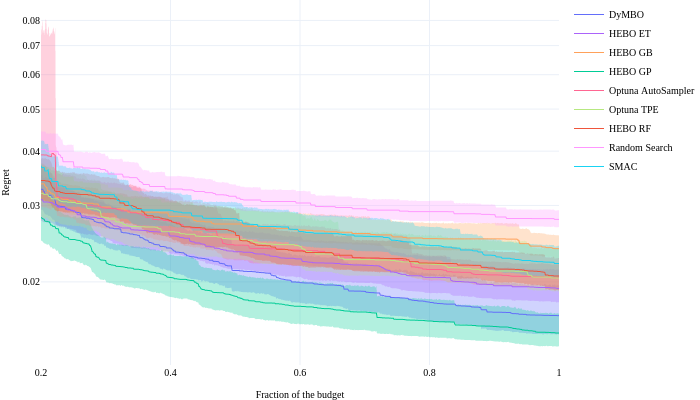 0.08
0.07
0.06
0.05
0.04
0.03
0.02
Regret
0.2
0.4
0.6
0.8
1
Fraction of the budget
DyMBO
HEBO ET
HEBO GB
HEBO GP
Optuna AutoSampler
Optuna TPE
HEBO RF
Random Search
SMAC